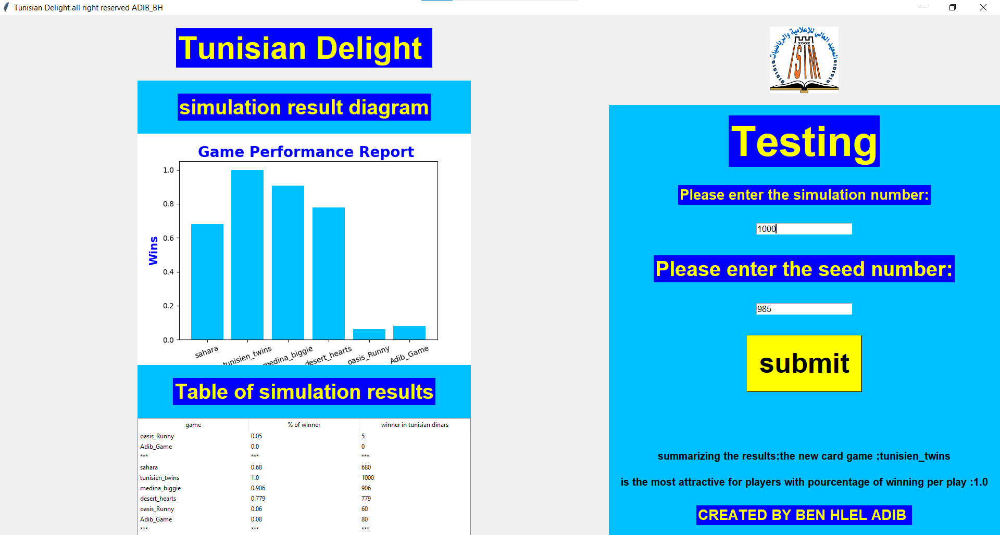 Tunisian Delight all right reserved ADIB_BH
Tunisian Delight
simulation result diagram
Game Performance Report
Wins
1.0
0.8
0.6
0.4
0.2
0.0
sahara
tunisien_twins
medina_biggie
desert_hearts
oasis_Runny
Adib_Game
Table of simulation results
game % of winner winner in tunisian dinars
oasis_Runny 0.05 5
Adib_Game 0.0 0
*** *** ***
sahara 0.68 680
tunisien_twins 1.0 1000
medina_biggie 0.906 906
desert_hearts 0.779 779
oasis_Runny 0.06 60
Adib_Game 0.08 80
*** *** ***
المعهد العالي للإعلامية والرياضيات
2002
ISIM
010101
010101
Testing
Please enter the simulation number:
1000
Please enter the seed number:
985
submit
summarizing the results:the new card game :tunisien_twins
is the most attractive for players with pourcentage of winning per play :1.0
CREATED BY BEN HLEL ADIB